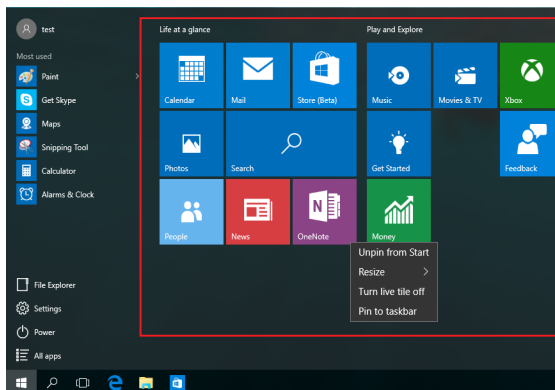 test
Most used
Paint
Get Skype
Maps
Snipping Tool
Calculator
Alarms & Clock
File Explorer
Settings
Power
All apps
Life at a glance
Calendar
Mail
Store (Beta)
Photos
Search
People
News
OneNote
Play and Explore
Music
Movies & TV
Xbox
Get Started
Feedback
Money
Unpin from Start
Resize
Turn live tile off
Pin to taskbar